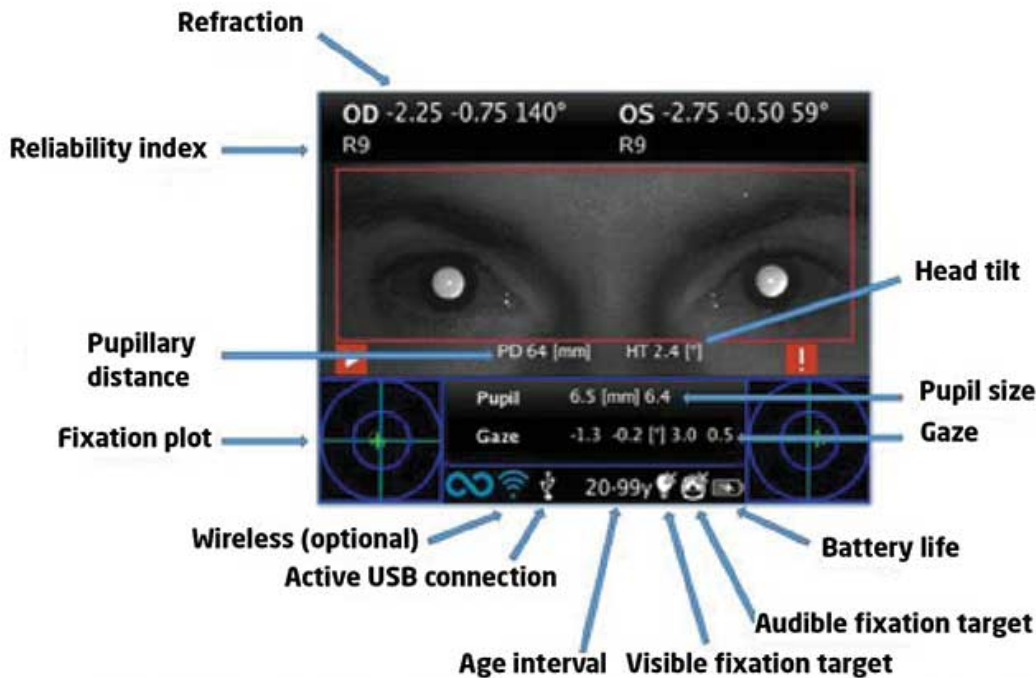 Refraction
OD -2.25 -0.75 140° OS -2.75 -0.50 59°
R9 R9
Reliability index
Head tilt
PD 64 [mm] HT 2.4 [°]
!
Pupillary
distance
Pupil 6.5 [mm] 6.4
Pupil size
Gaze -1.3 -0.2 [°] 3.0 0.5
Gaze
Fixation plot
20-99y
Wireless (optional)
Battery life
Active USB connection
Audible fixation target
Age interval Visible fixation target